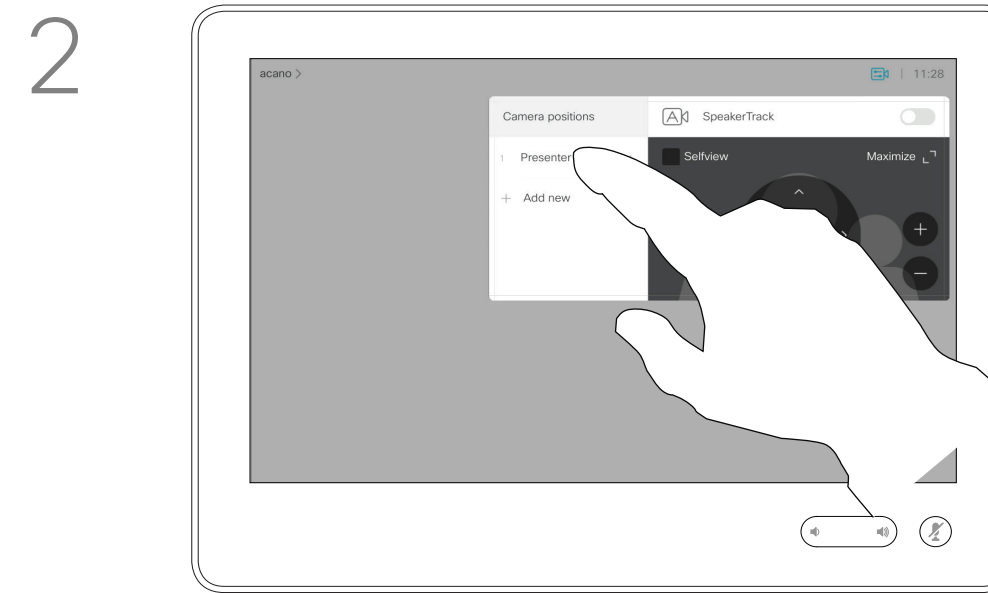 2
acano >
11:28
Camera positions
SpeakerTrack
1 Presenter
Selfview
Maximize
+ Add new